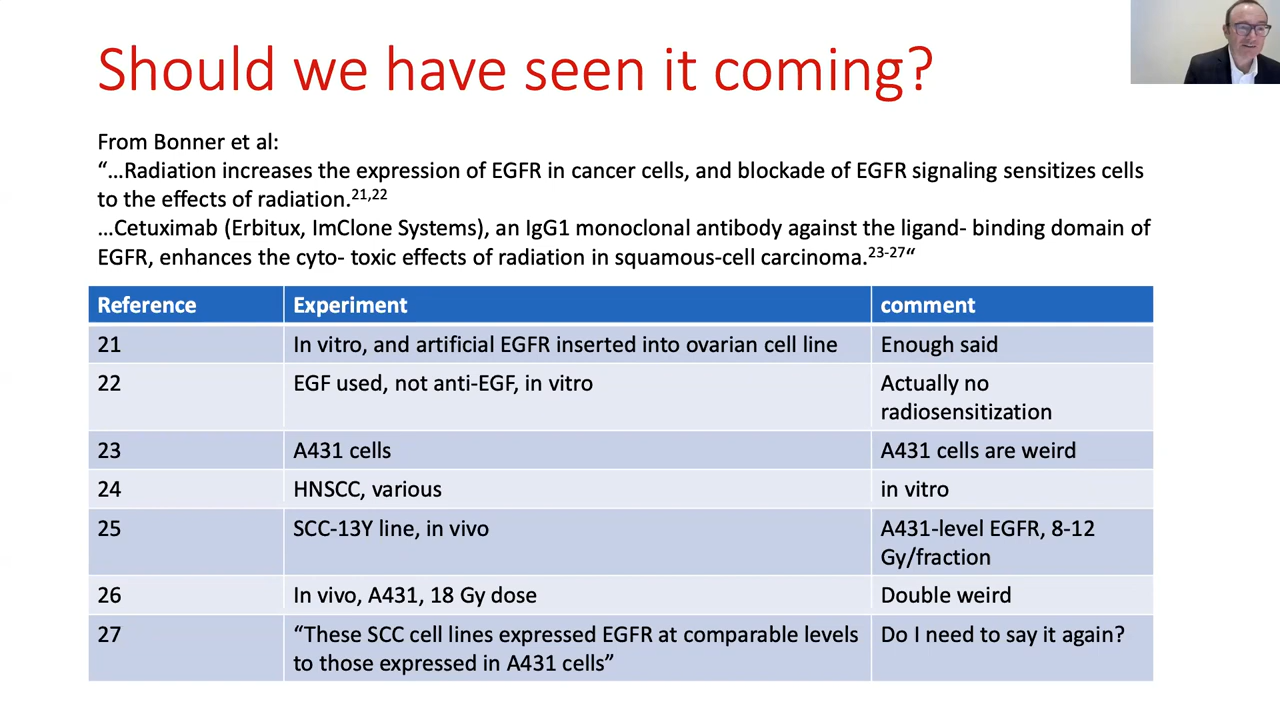 Should we have seen it coming?
From Bonner et al:
“…Radiation increases the expression of EGFR in cancer cells, and blockade of EGFR signaling sensitizes cells
to the effects of radiation.21,22
…Cetuximab (Erbitux, ImClone Systems), an IgG1 monoclonal antibody against the ligand- binding domain of
EGFR, enhances the cyto- toxic effects of radiation in squamous-cell carcinoma.23-27“
Reference Experiment comment
21 In vitro, and artificial EGFR inserted into ovarian cell line Enough said
22 EGF used, not anti-EGF, in vitro Actually no
radiosensitization
23 A431 cells A431 cells are weird
24 HNSCC, various in vitro
25 SCC-13Y line, in vivo A431-level EGFR, 8-12
Gy/fraction
26 In vivo, A431, 18 Gy dose Double weird
27 “These SCC cell lines expressed EGFR at comparable levels Do I need to say it again?
to those expressed in A431 cells”